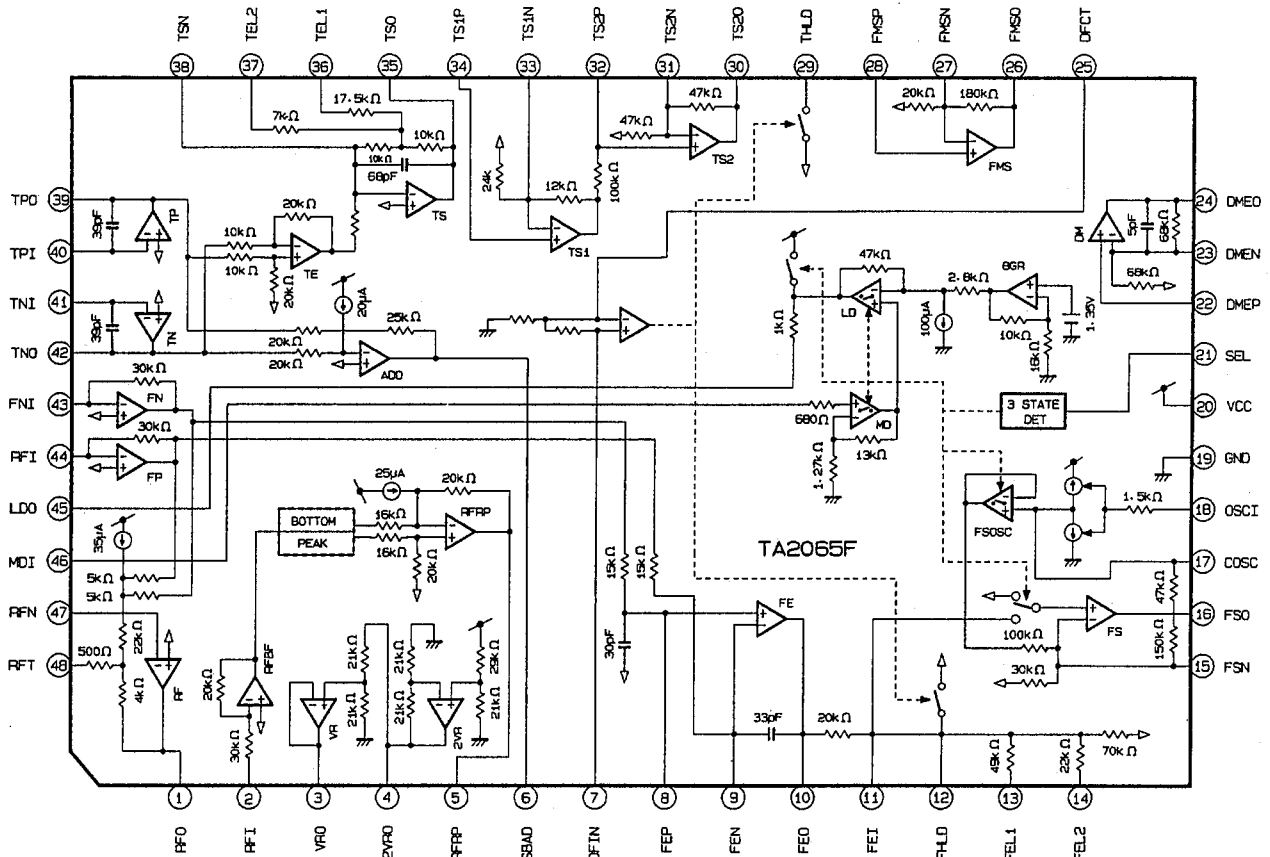 TSN TEL2 TEL1 TSO TS1P TS1N TS2P TS2N TS2O THLD FMSP FMSN FMSO DFCT
38 37 36 35 34 33 32 31 30 29 28 27 26 25
17.5kΩ
7kΩ
10kΩ
10kΩ
68pF
TS
24k
12kΩ
100kΩ
TS1
47kΩ
47kΩ
TS2
20kΩ 180kΩ
FMS
TPO 39
39pF
TP
TPI 40
TNI 41
39pF
TN
TNO 42
20kΩ
10kΩ
10kΩ
TE
20kΩ
20μA
25kΩ
20kΩ
20kΩ
ADD
30kΩ
FNI 43
FN
30kΩ
RFI 44
FP
LDO 45
MDI 46
RFN 47
RFT 48
35μA
5kΩ
5kΩ
22kΩ
500Ω
4kΩ
RF
20kΩ
RFBF
30kΩ
BOTTOM
PEAK
25μA
16kΩ
16kΩ
20kΩ
RFRP
20kΩ
21kΩ
21kΩ
VR
21kΩ
21kΩ
2VR
29kΩ
21kΩ
1kΩ
47kΩ
LD
100μA
2.8kΩ
BGR
10kΩ
16kΩ
1.35V
680Ω
MD
13kΩ
1.27kΩ
3 STATE
DET
DM
5pF
68kΩ
68kΩ
24 DMEO
23 DMEN
22 DMEP
21 SEL
20 VCC
19 GND
18 OSCI
17 COSC
16 FSO
15 FSN
TA2065F
FSOSC
1.5kΩ
47kΩ
150kΩ
FS
100kΩ
30kΩ
15kΩ
15kΩ
30pF
FE
33pF
20kΩ
49kΩ
22kΩ
70kΩ
1 2 3 4 5 6 7 8 9 10 11 12 13 14
RFO RFI VRO 2VRO RFRP SBAD DFIN FEP FEN FEO FEI FHLD FEL1 FEL2